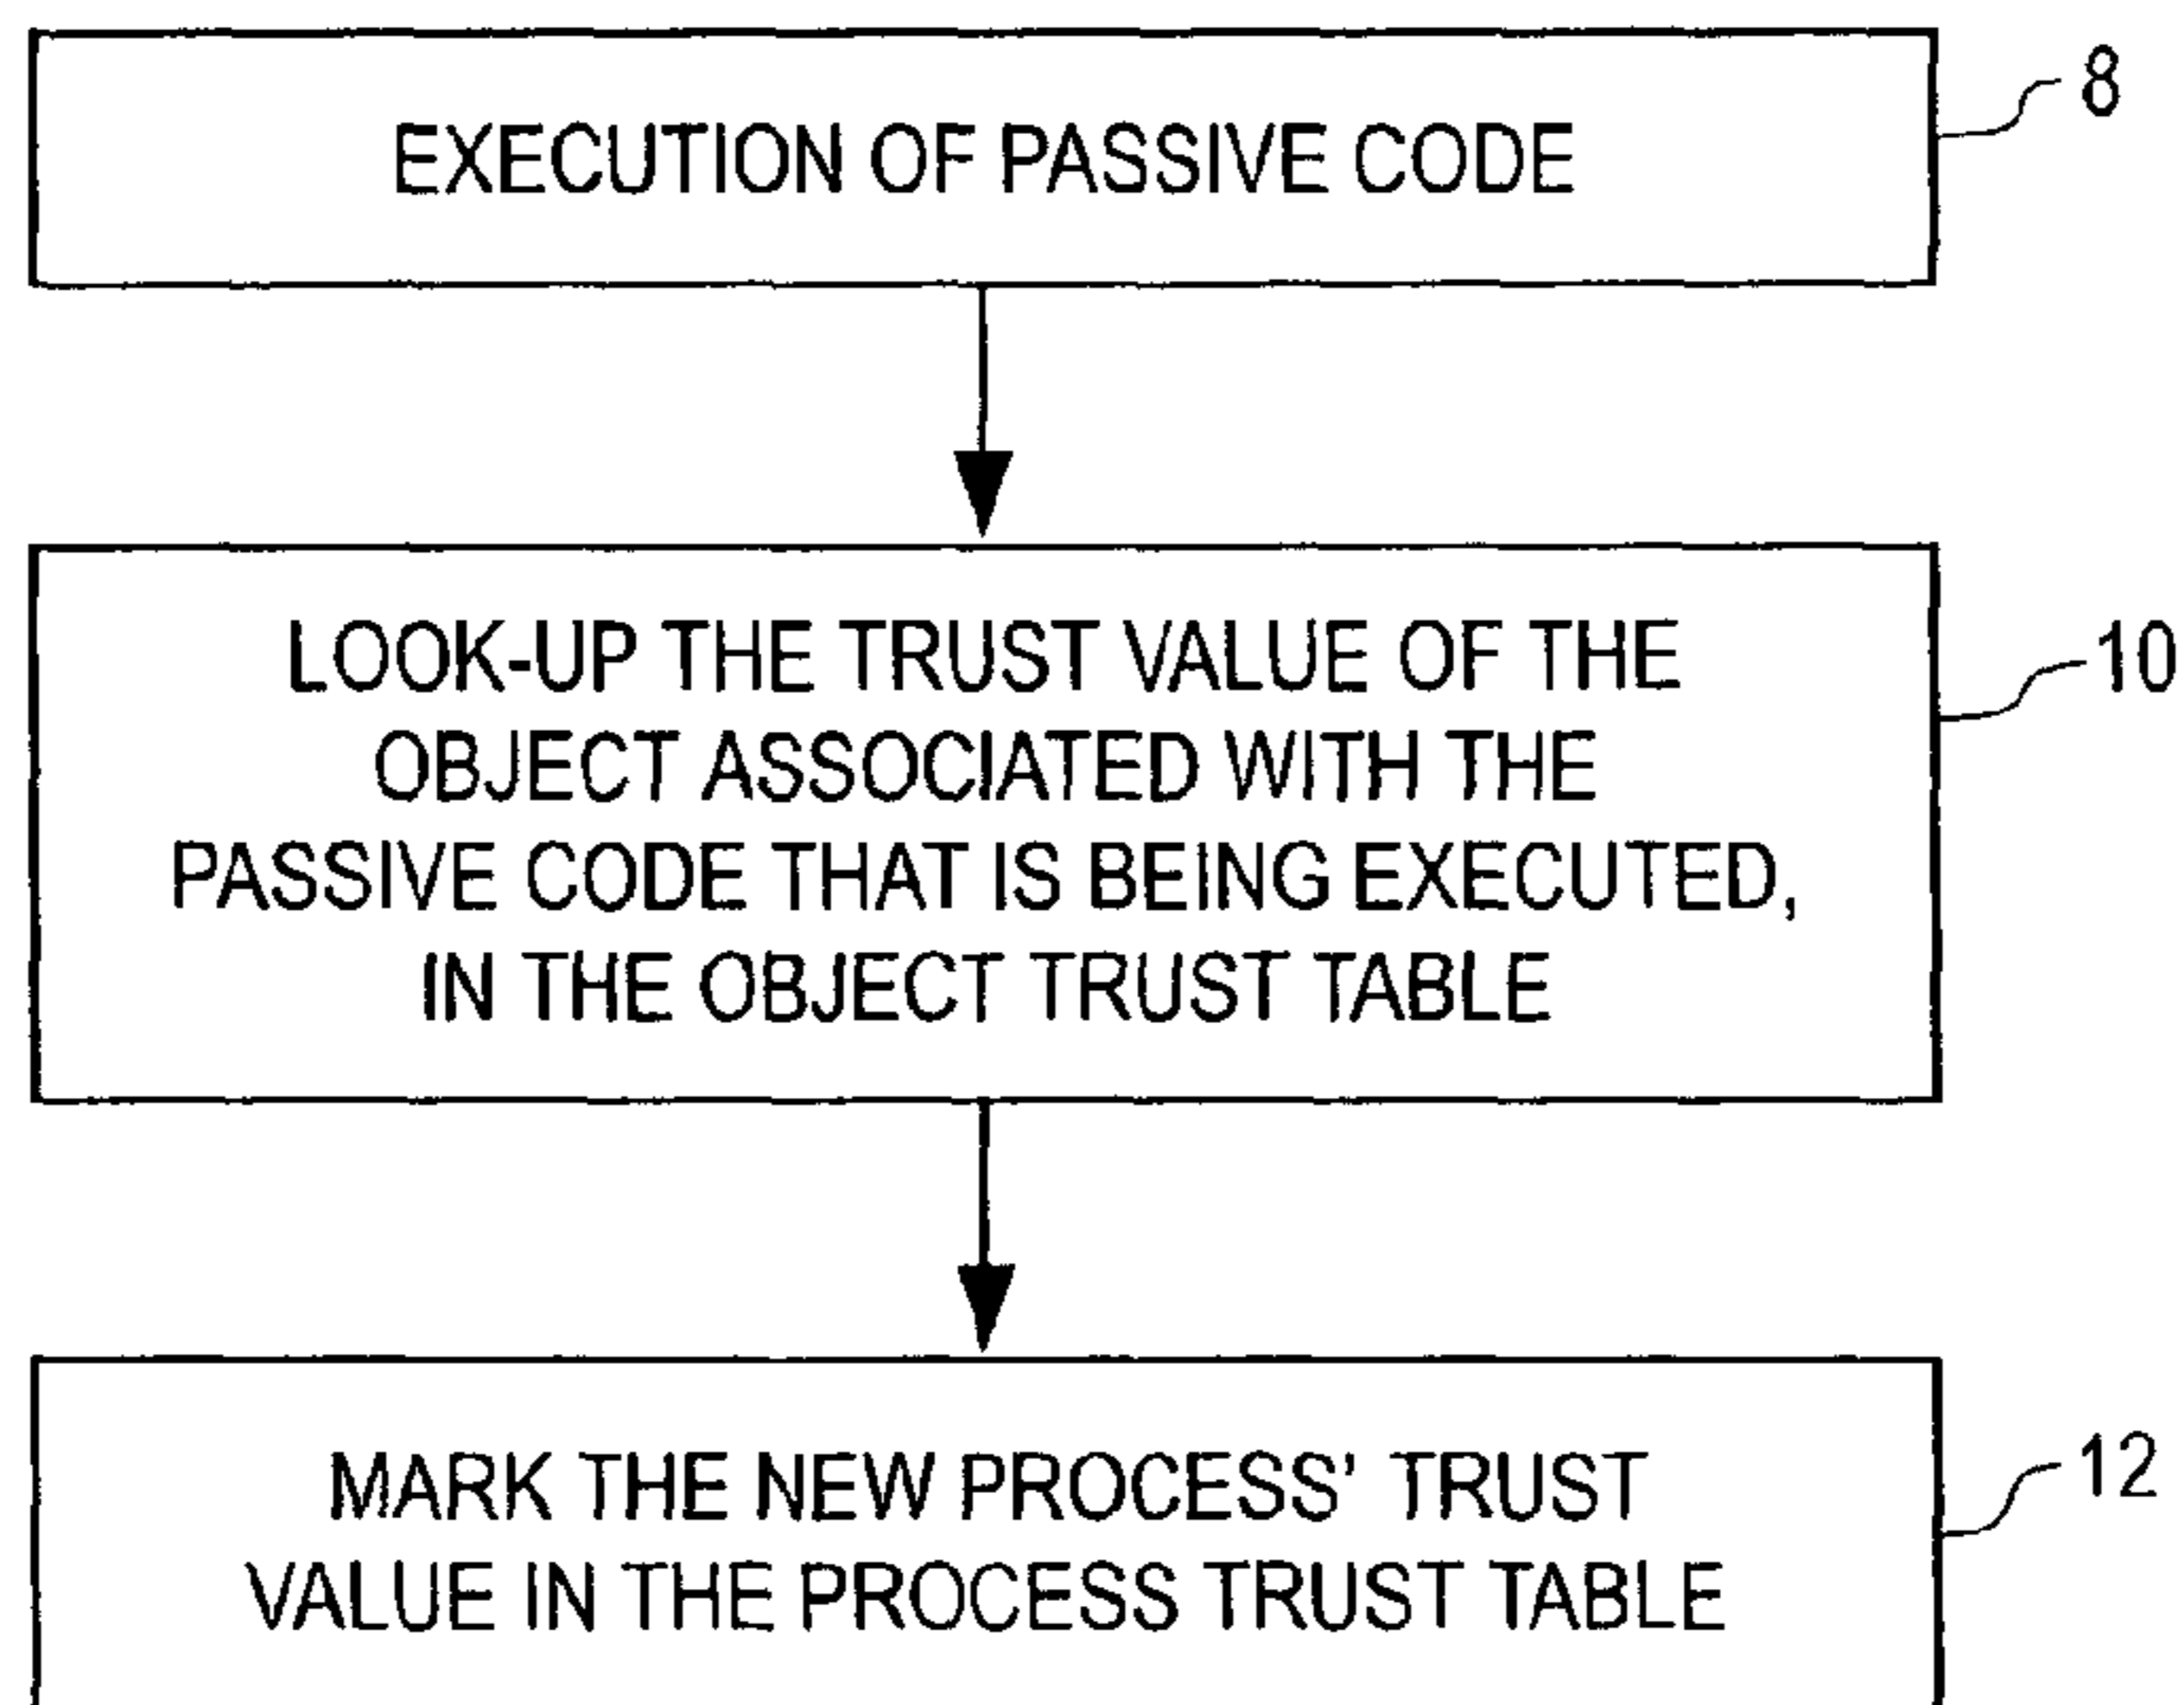 EXECUTION OF PASSIVE CODE
8
LOOK-UP THE TRUST VALUE OF THE
OBJECT ASSOCIATED WITH THE
PASSIVE CODE THAT IS BEING EXECUTED,
IN THE OBJECT TRUST TABLE
10
MARK THE NEW PROCESS' TRUST
VALUE IN THE PROCESS TRUST TABLE
12